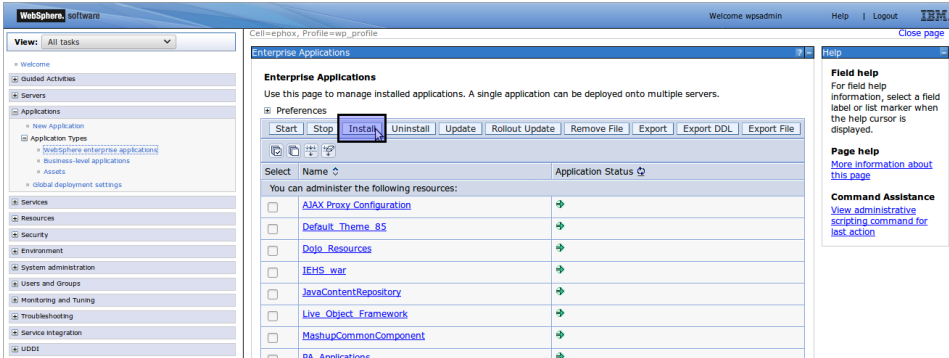 WebSphere. software
Welcome wpsadmin
Help | Logout
IBM.
View: All tasks
Welcome
Guided Activities
Servers
Applications
New Application
Application Types
WebSphere enterprise applications
Business-level applications
Assets
Global deployment settings
Services
Resources
Security
Environment
System administration
Users and Groups
Monitoring and Tuning
Troubleshooting
Service integration
UDDI
Cell=ephox, Profile=wp_profile
Close page
Enterprise Applications
? -
Enterprise Applications
Use this page to manage installed applications. A single application can be deployed onto multiple servers.
Preferences
Start Stop Install Uninstall Update Rollout Update Remove File Export Export DDL Export File
Select Name Application Status
You can administer the following resources:
AJAX Proxy Configuration
Default_Theme_85
Dojo_Resources
IEHS_war
JavaContentRepository
Live_Object_Framework
MashupCommonComponent
PA_Applications
Help
Field help
For field help
information, select a field
label or list marker when
the help cursor is
displayed.
Page help
More information about
this page
Command Assistance
View administrative
scripting command for
last action